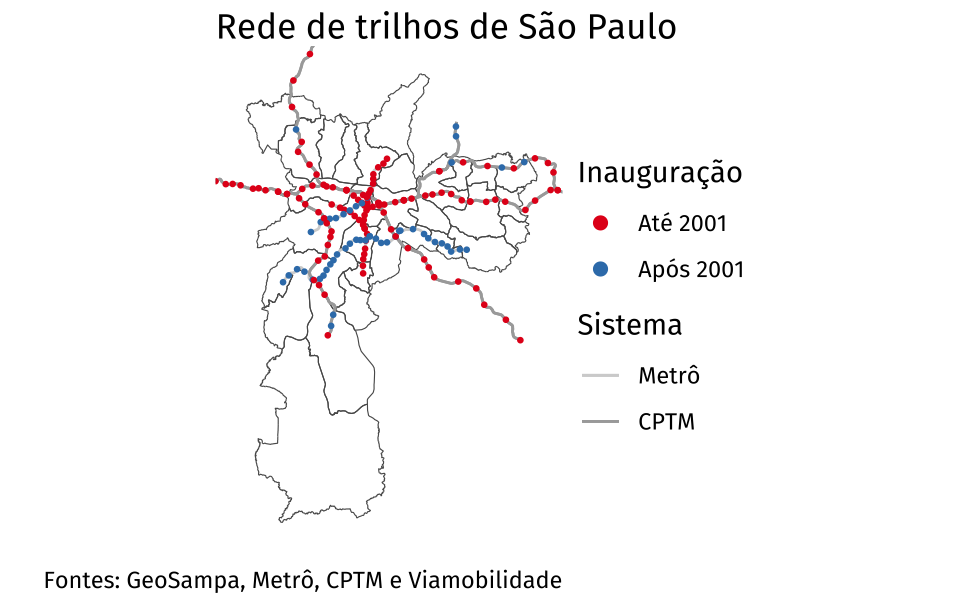 Rede de trilhos de São Paulo
Inauguração
Até 2001
Após 2001
Sistema
Metrô
CPTM
Fontes: GeoSampa, Metrô, CPTM e Viamobilidade